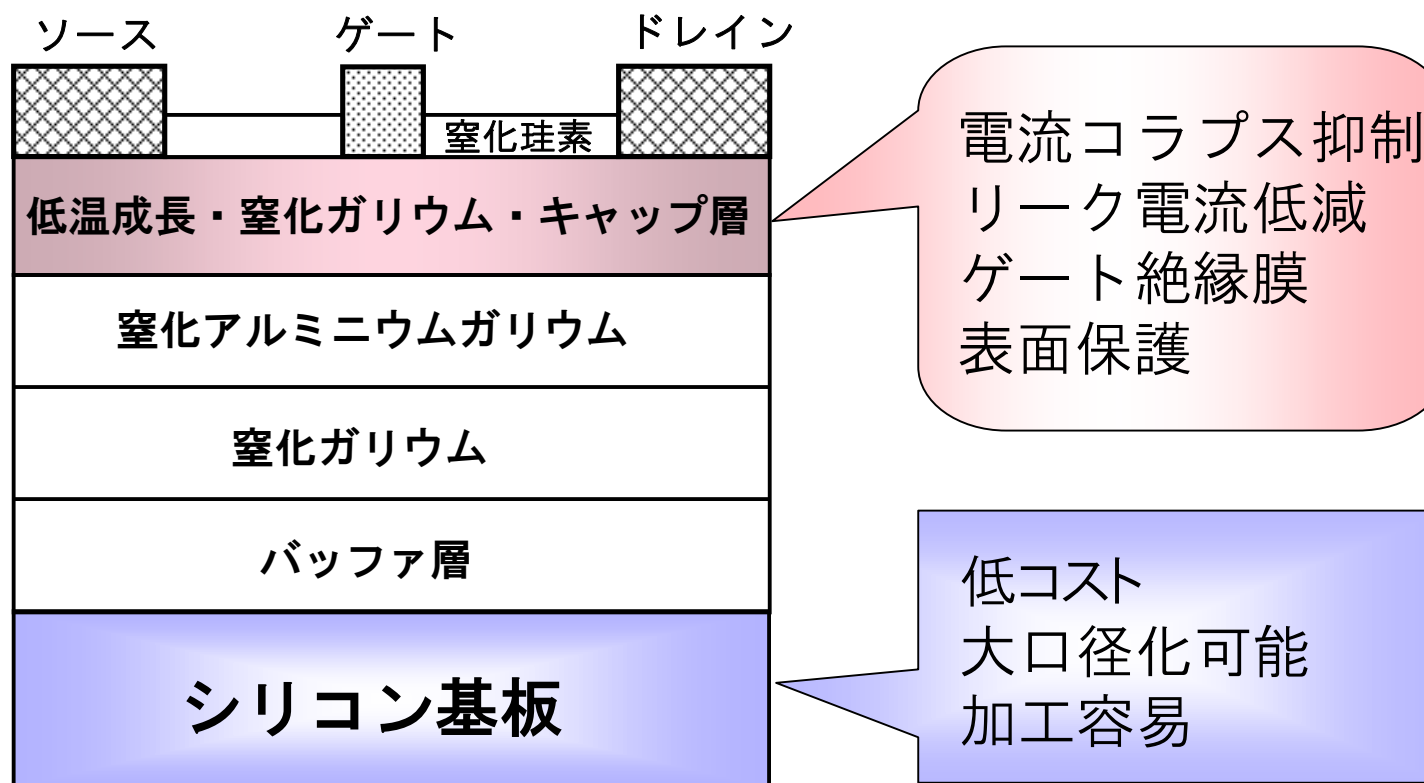 ソース
ゲート
ドレイン
窒化珪素
低温成長・窒化ガリウム・キャップ層
窒化アルミニウムガリウム
窒化ガリウム
バッファ層
シリコン基板
電流コラプス抑制
リーク電流低減
ゲート絶縁膜
表面保護
低コスト
大口径化可能
加工容易